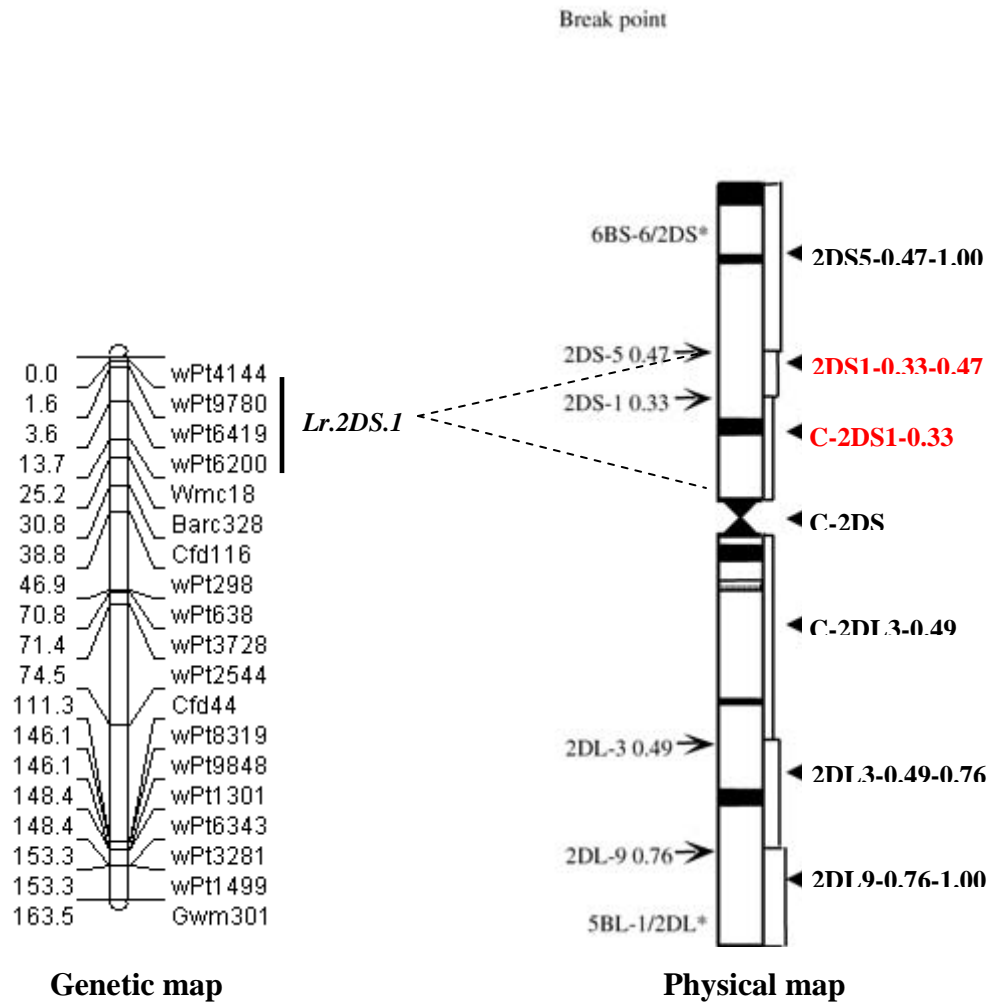 Break point
6BS-6/2DS*
2DS5-0.47-1.00
2DS-5 0.47
2DS1-0.33-0.47
2DS-1 0.33
C-2DS1-0.33
C-2DS
C-2DL3-0.49
2DL-3 0.49
2DL3-0.49-0.76
2DL-9 0.76
2DL9-0.76-1.00
5BL-1/2DL*
Lr.2DS.1
0.0 wPt4144
1.6 wPt9780
3.6 wPt6419
13.7 wPt6200
25.2 Wmc18
30.8 Barc328
38.8 Cfd116
46.9 wPt298
70.8 wPt638
71.4 wPt3728
74.5 wPt2544
111.3 Cfd44
146.1 wPt8319
146.1 wPt9848
148.4 wPt1301
148.4 wPt6343
153.3 wPt3281
153.3 wPt1499
163.5 Gwm301
Genetic map
Physical map